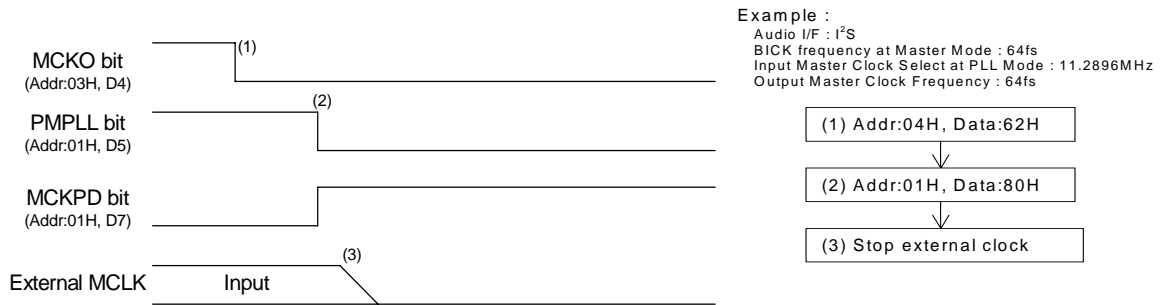 MCKO bit
(Addr:03H, D4)
(1)
PMPLL bit
(Addr:01H, D5)
(2)
MCKPD bit
(Addr:01H, D7)
External MCLK
Input
(3)
Example :
Audio I/F : I²S
BICK frequency at Master Mode : 64fs
Input Master Clock Select at PLL Mode : 11.2896MHz
Output Master Clock Frequency : 64fs
(1) Addr:04H, Data:62H
(2) Addr:01H, Data:80H
(3) Stop external clock